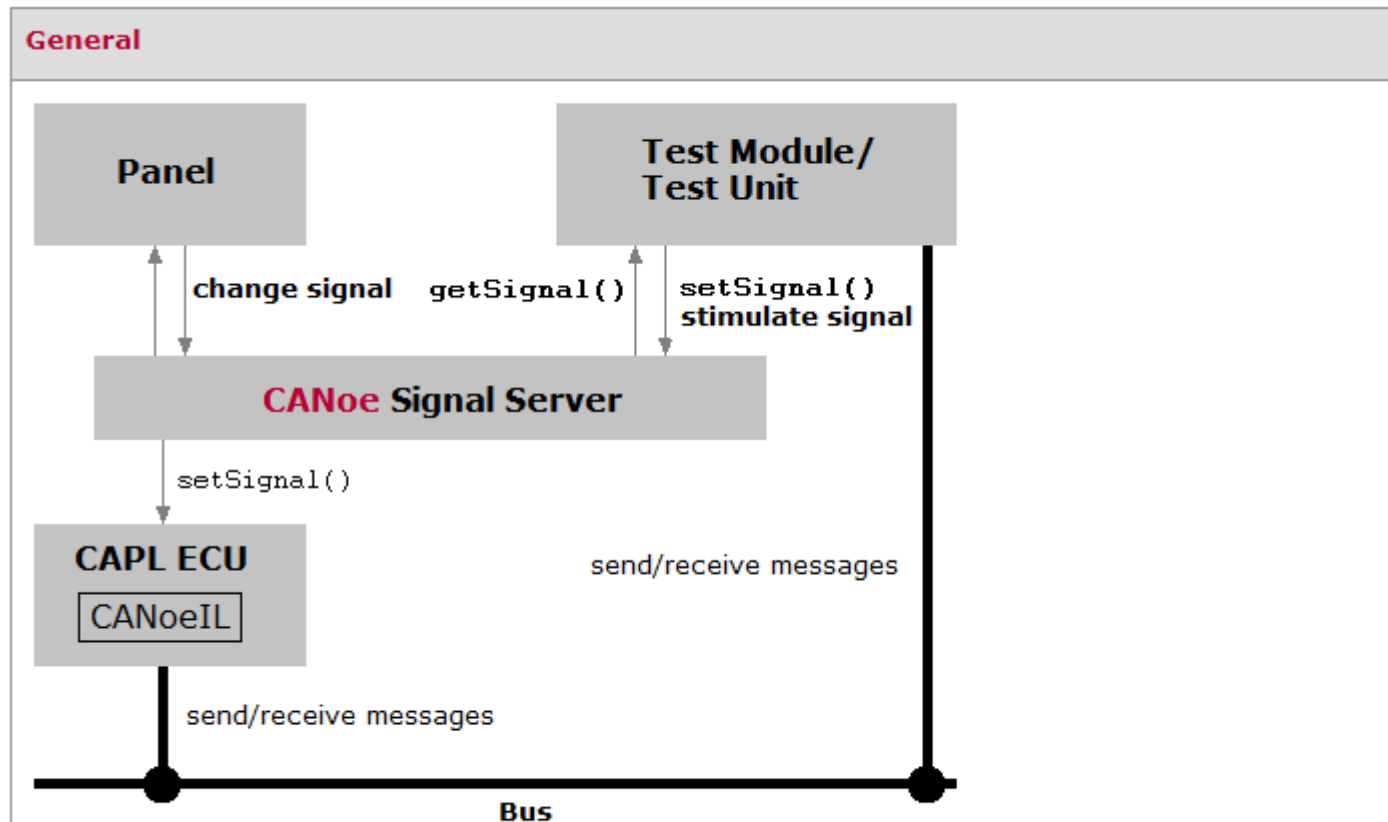 General
Panel
Test Module/
Test Unit
change signal
getSignal()
setSignal()
stimulate signal
CANoe Signal Server
setSignal()
CAPL ECU
CANoeIL
send/receive messages
send/receive messages
Bus